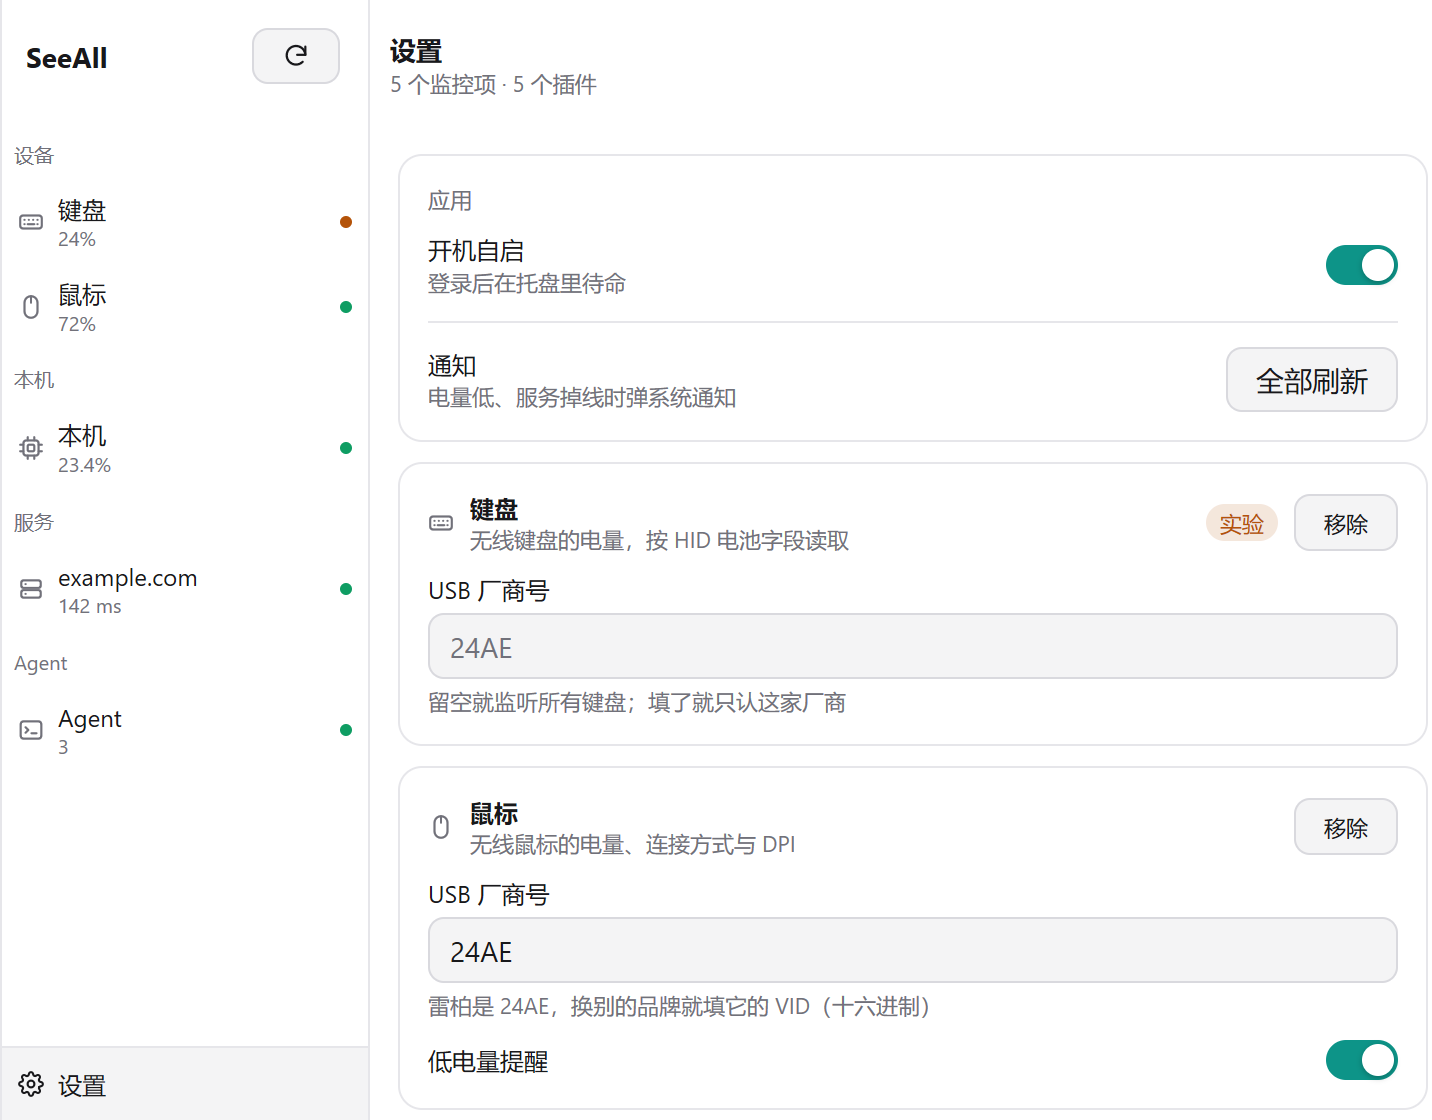 SeeAll
设备
键盘
24%
鼠标
72%
本机
本机
23.4%
服务
example.com
142 ms
Agent
Agent
3
设置
设置
5 个监控项 · 5 个插件
应用
开机自启
登录后在托盘里待命
通知
电量低、服务掉线时弹系统通知
全部刷新
键盘
无线键盘的电量，按 HID 电池字段读取
实验
移除
USB 厂商号
24AE
留空就监听所有键盘；填了就只认这家厂商
鼠标
无线鼠标的电量、连接方式与 DPI
移除
USB 厂商号
24AE
雷柏是 24AE，换别的品牌就填它的 VID（十六进制）
低电量提醒